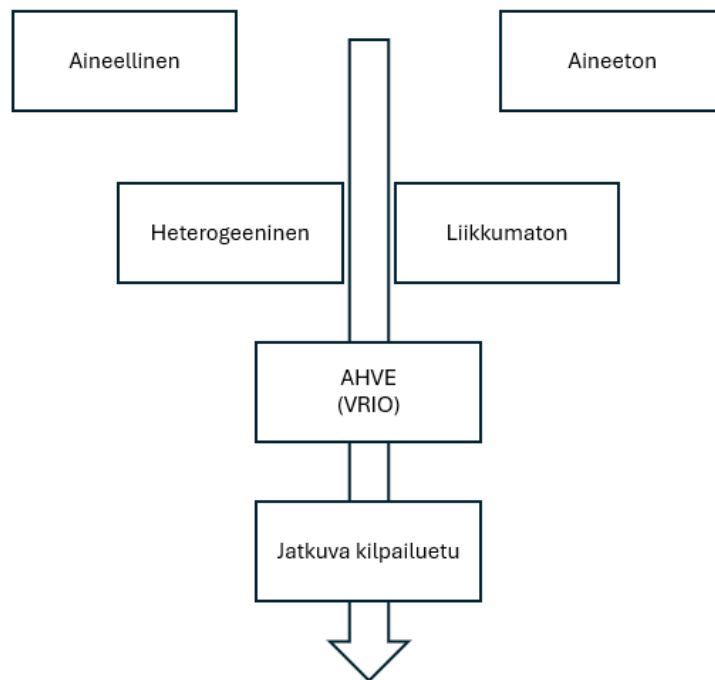 Aineellinen
Aineeton
Heterogeeninen
Liikkumaton
AHVE
(VRIO)
Jatkuva kilpailuetu